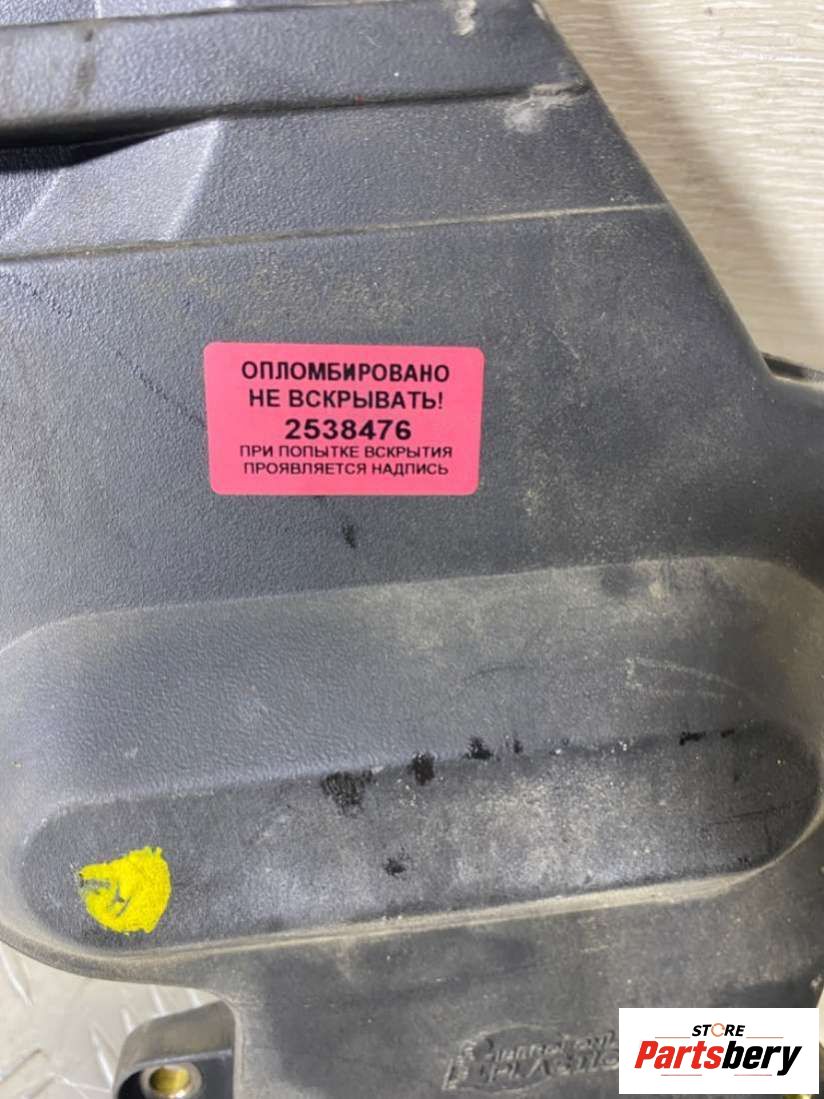 ОПЛОМБИРОВАНО
НЕ ВСКРЫВАТЬ!
2538476
ПРИ ПОПЫТКЕ ВСКРЫТИЯ
ПРОЯВЛЯЕТСЯ НАДПИСЬ
STORE
Partsbery